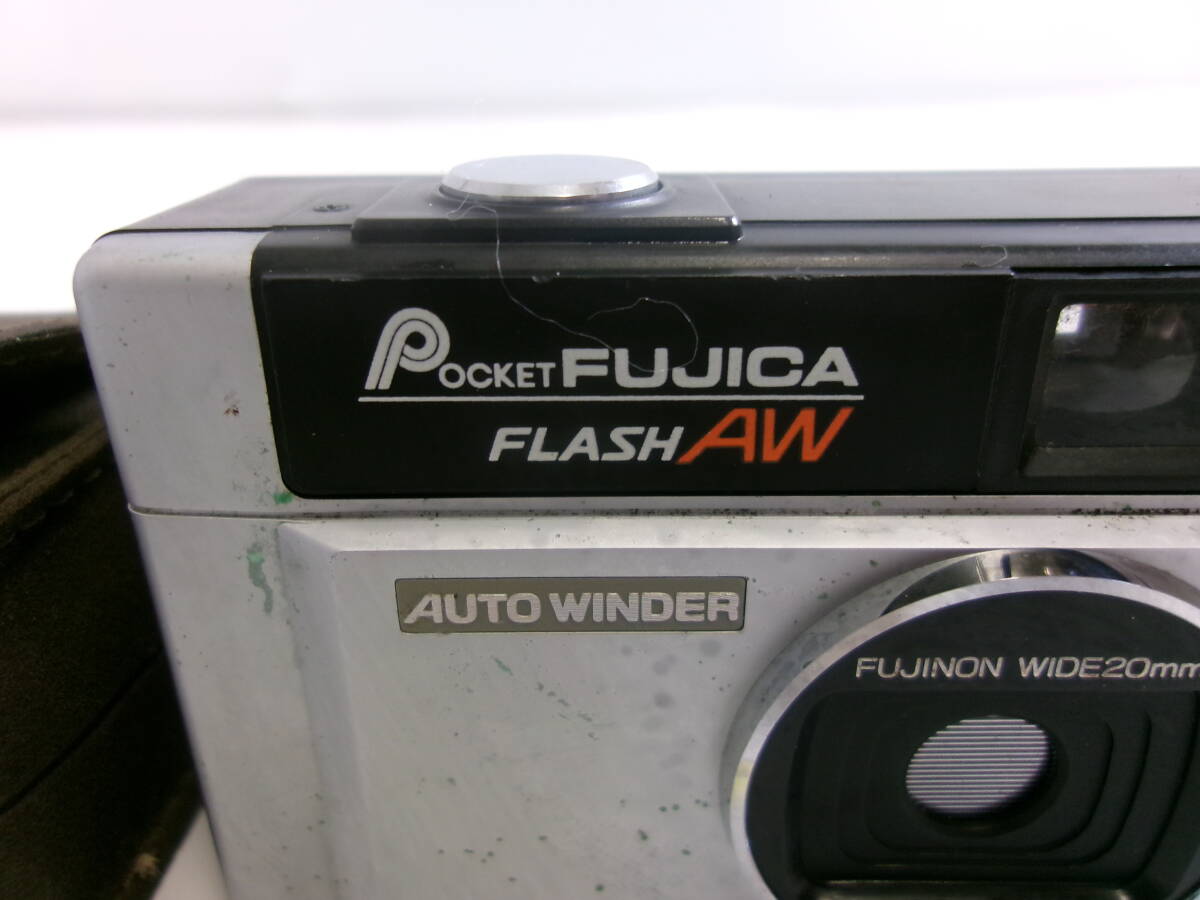 POCKET FUJICA
FLASH AW
AUTO WINDER
FUJINON WIDE20mm